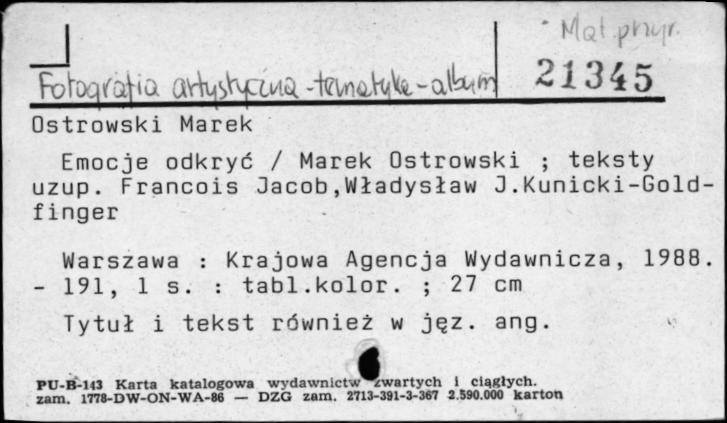 Mat. przyr.
Fotografia artystyczna - tematyka - album
21345
Ostrowski Marek
Emocje odkryć / Marek Ostrowski ; teksty
uzup. Francois Jacob,Władysław J.Kunicki-Gold-
finger
Warszawa : Krajowa Agencja Wydawnicza, 1988.
- 191, 1 s. : tabl.kolor. ; 27 cm
Tytuł i tekst również w jęz. ang.
PU-B-143 Karta katalogowa wydawnictw zwartych i ciągłych.
zam. 1778-DW-ON-WA-86 — DZG zam. 2713-391-3-367 2.590.000 karton